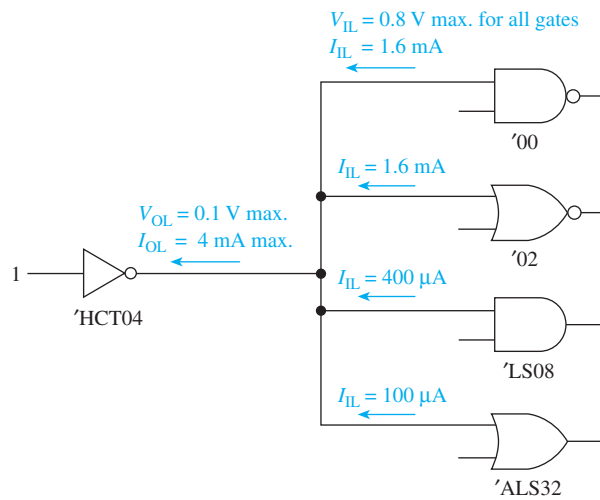 V_IL = 0.8 V max. for all gates
I_IL = 1.6 mA
′00
I_IL = 1.6 mA
′02
V_OL = 0.1 V max.
I_OL = 4 mA max.
1
′HCT04
I_IL = 400 μA
′LS08
I_IL = 100 μA
′ALS32